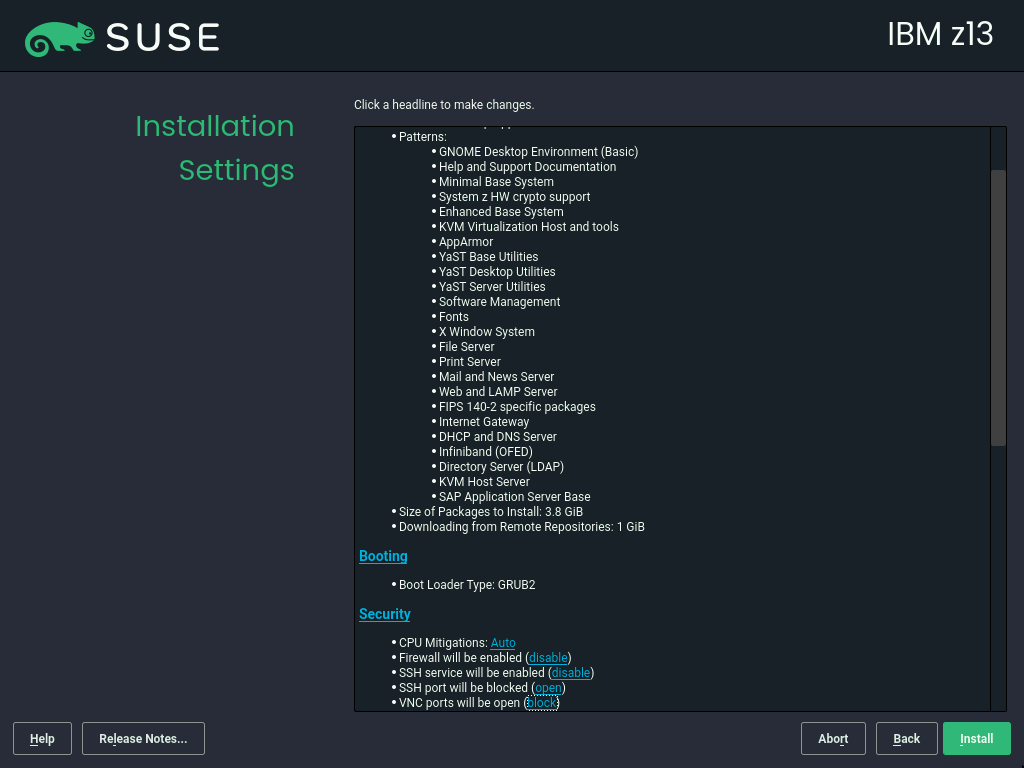 SUSE
IBM z13
Installation
Settings
Click a headline to make changes.
• Patterns:
• GNOME Desktop Environment (Basic)
• Help and Support Documentation
• Minimal Base System
• System z HW crypto support
• Enhanced Base System
• KVM Virtualization Host and tools
• AppArmor
• YaST Base Utilities
• YaST Desktop Utilities
• YaST Server Utilities
• Software Management
• Fonts
• X Window System
• File Server
• Print Server
• Mail and News Server
• Web and LAMP Server
• FIPS 140-2 specific packages
• Internet Gateway
• DHCP and DNS Server
• Infiniband (OFED)
• Directory Server (LDAP)
• KVM Host Server
• SAP Application Server Base
• Size of Packages to Install: 3.8 GiB
• Downloading from Remote Repositories: 1 GiB
Booting
• Boot Loader Type: GRUB2
Security
• CPU Mitigations: Auto
• Firewall will be enabled (disable)
• SSH service will be enabled (disable)
• SSH port will be blocked (open)
• VNC ports will be open (block)
Help
Release Notes...
Abort
Back
Install